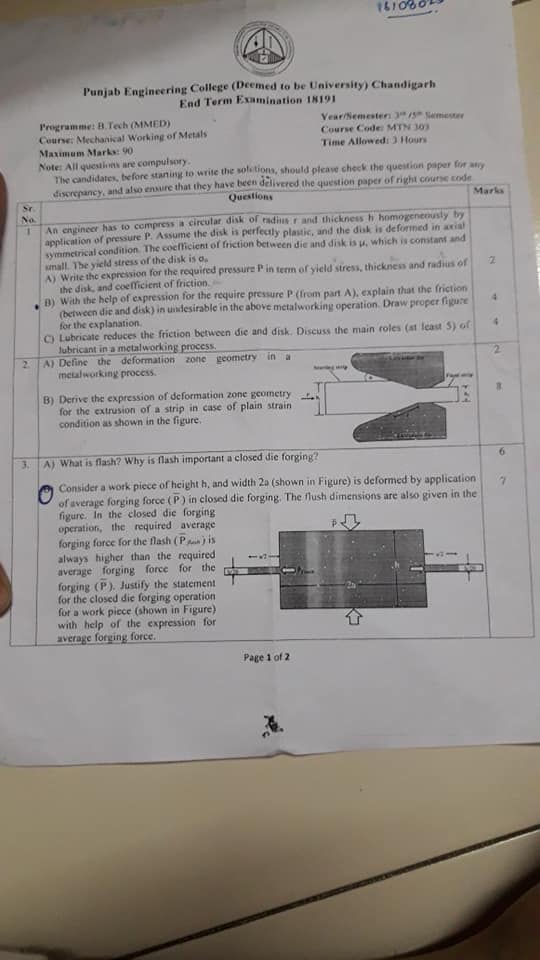 Punjab Engineering College (Deemed to be University) Chandigarh
End Term Examination 18191
Programme: B.Tech (MMED)
Year/Semester: 3rd /5th Semester
Course: Mechanical Working of Metals
Course Code: MTN 303
Maximum Marks: 90
Time Allowed: 3 Hours
Note: All questions are compulsory.
The candidates, before starting to write the solutions, should please check the question paper for any
discrepancy, and also ensure that they have been delivered the question paper of right course code.
Sr. No.
Questions
Marks
1
An engineer has to compress a circular disk of radius r and thickness h homogeneously by
application of pressure P. Assume the disk is perfectly plastic, and the disk is deformed in axial
symmetrical condition. The coefficient of friction between die and disk is μ, which is constant and
small. The yield stress of the disk is σ₀
A) Write the expression for the required pressure P in term of yield stress, thickness and radius of
the disk, and coefficient of friction.
2
B) With the help of expression for the require pressure P (from part A), explain that the friction
(between die and disk) in undesirable in the above metalworking operation. Draw proper figure
for the explanation.
4
C) Lubricate reduces the friction between die and disk. Discuss the main roles (at least 5) of
lubricant in a metalworking process.
4
2.
A) Define the deformation zone geometry in a
metalworking process.
2
B) Derive the expression of deformation zone geometry
for the extrusion of a strip in case of plain strain
condition as shown in the figure.
8
Starting strip
Final strip
3.
A) What is flash? Why is flash important a closed die forging?
6
Consider a work piece of height h, and width 2a (shown in Figure) is deformed by application
7
of average forging force (P̅) in closed die forging. The flush dimensions are also given in the
figure. In the closed die forging
operation, the required average
forging force for the flash (P̅flash) is
always higher than the required
average forging force for the
forging (P̅). Justify the statement
for the closed die forging operation
for a work piece (shown in Figure)
with help of the expression for
average forging force.
P̅
h
2a
Page 1 of 2